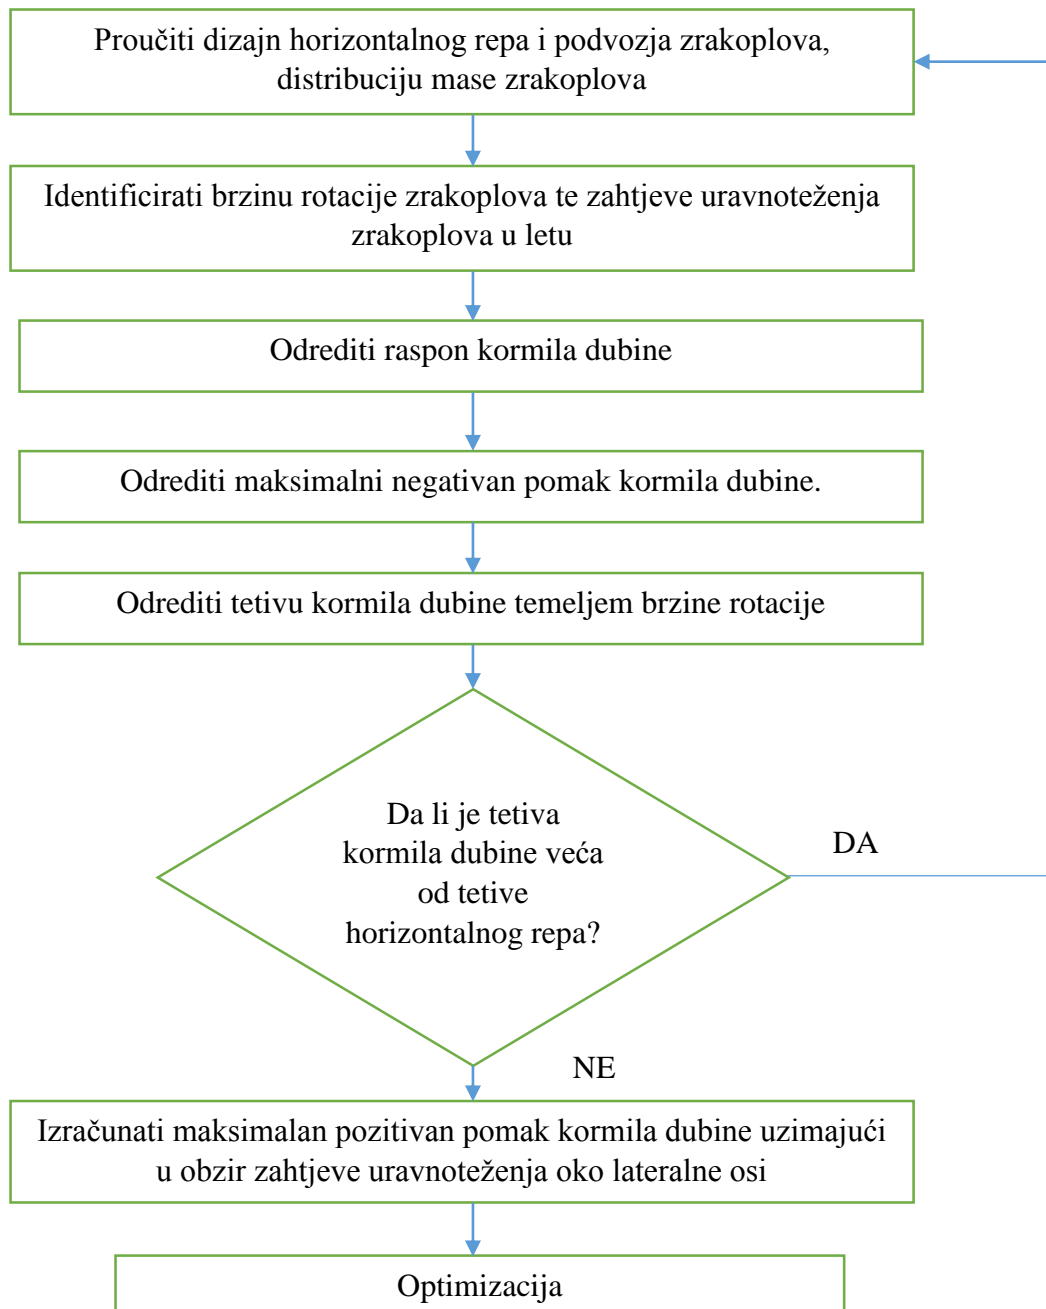 Proučiti dizajn horizontalnog repa i podvozja zrakoplova,
distribuciju mase zrakoplova
Identificirati brzinu rotacije zrakoplova te zahtjeve uravnoteženja
zrakoplova u letu
Odrediti raspon kormila dubine
Odrediti maksimalni negativan pomak kormila dubine.
Odrediti tetivu kormila dubine temeljem brzine rotacije
Da li je tetiva
kormila dubine veća
od tetive
horizontalnog repa?
DA
NE
Izračunati maksimalan pozitivan pomak kormila dubine uzimajući
u obzir zahtjeve uravnoteženja oko lateralne osi
Optimizacija